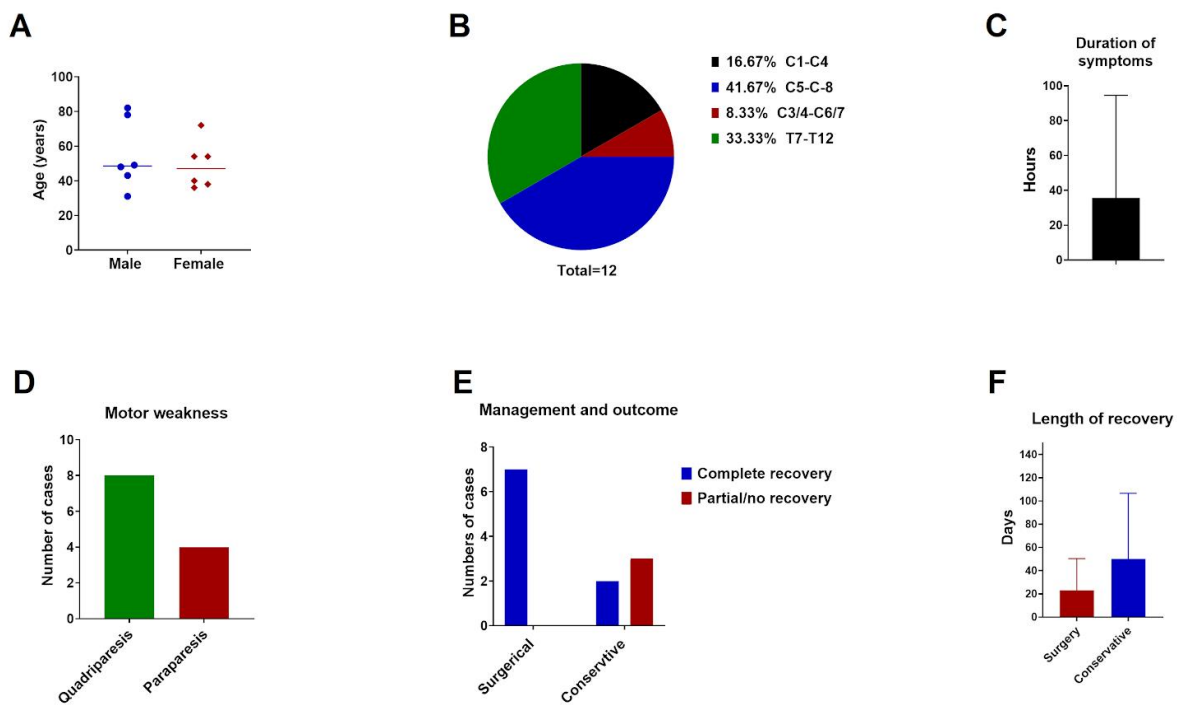 A
Age (years)
100
80
60
40
20
0
Male Female
B
16.67% C1-C4
41.67% C5-C-8
8.33% C3/4-C6/7
33.33% T7-T12
Total=12
C
Duration of
symptoms
Hours
100
80
60
40
20
0
D
Motor weakness
Number of cases
10
8
6
4
2
0
Quadriparesis
Paraparesis
E
Management and outcome
Numbers of cases
8
6
4
2
0
Surgerical
Conservtive
Complete recovery
Partial/no recovery
F
Length of recovery
Days
140
120
100
80
60
40
20
0
Surgery
Conservative